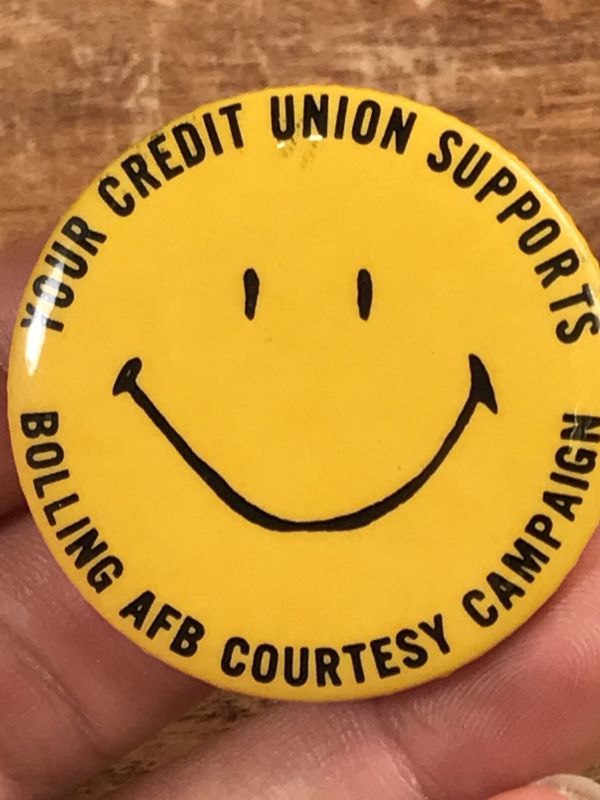 YOUR CREDIT UNION SUPPORTS
BOLLING AFB COURTESY CAMPAIGN